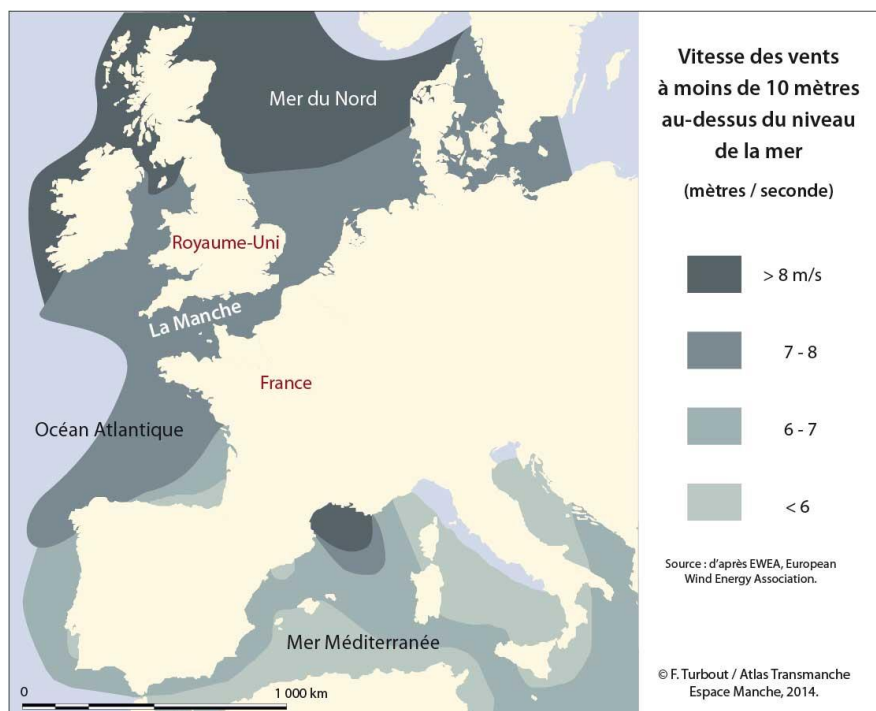 Mer du Nord
Royaume-Uni
La Manche
France
Océan Atlantique
Mer Méditerranée
0
1 000 km
Vitesse des vents
à moins de 10 mètres
au-dessus du niveau
de la mer
(mètres / seconde)
> 8 m/s
7 - 8
6 - 7
< 6
Source : d'après EWEA, European
Wind Energy Association.
© F. Turbout / Atlas Transmanche
Espace Manche, 2014.